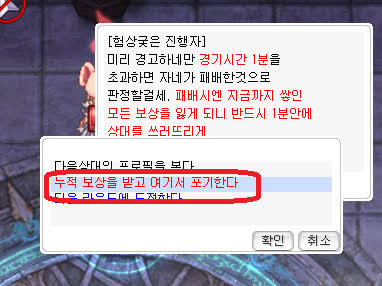 [험상궂은 진행자]
미리 경고하네만 경기시간 1분을
초과하면 자네가 패배한것으로
판정할걸세, 패배시엔 지금까지 쌓인
모든 보상을 잃게 되니 반드시 1분안에
상대를 쓰러뜨리게
다음상대의 프로필을 본다
누적 보상을 받고 여기서 포기한다
다음 라운드에 도전한다
확인 취소